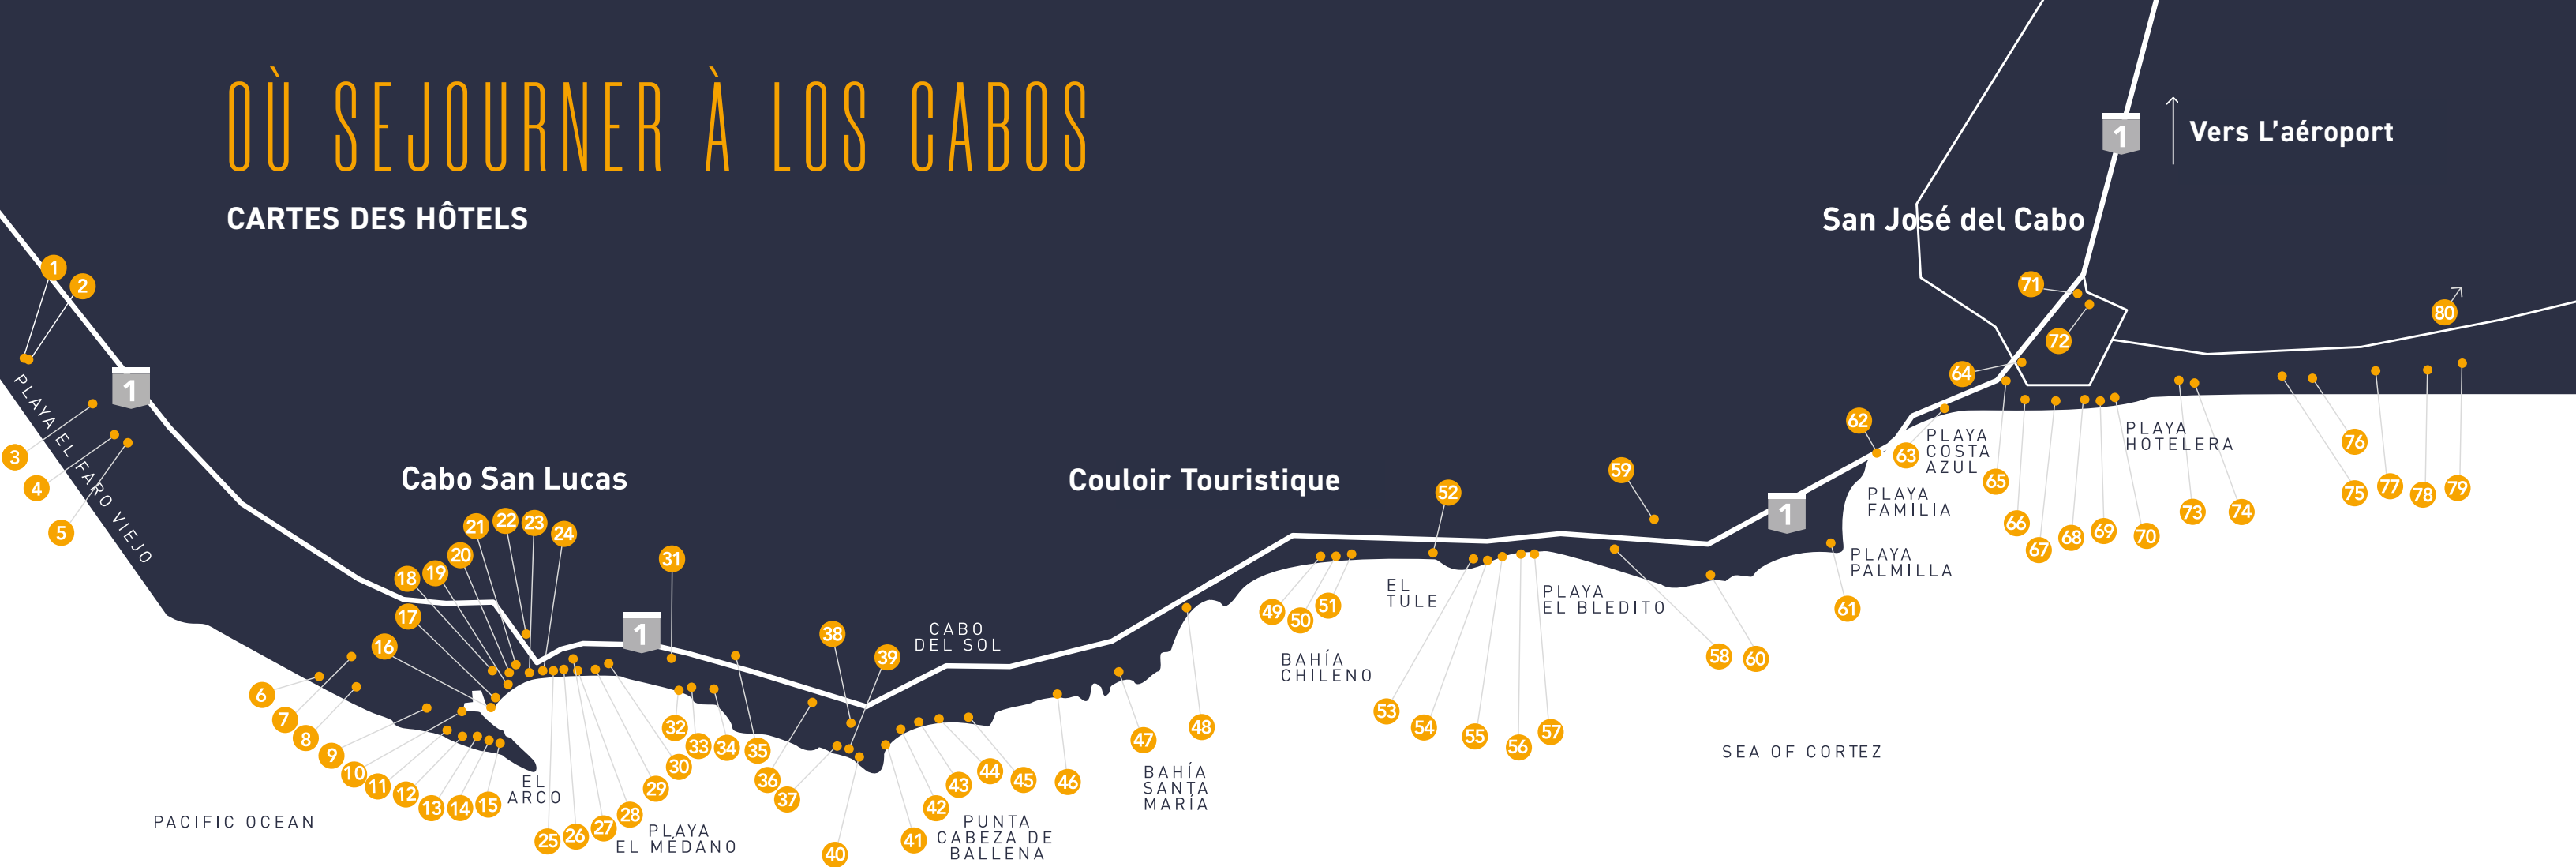 OÙ SEJOURNER À LOS CABOS
CARTES DES HÔTELS
1
Vers L'aéroport
San José del Cabo
1
2
71
72
80
64
1
PLAYA EL FARO VIEJO
3
4
5
62
63
PLAYA
COSTA
AZUL
65
PLAYA
HOTELERA
76
75
77
78
79
Cabo San Lucas
Couloir Touristique
52
59
1
PLAYA
FAMILIA
66
67
68
69
70
73
74
21
22
23
24
20
19
18
17
16
31
1
38
39
CABO
DEL SOL
PLAYA
PALMILLA
61
49
50
51
EL
TULE
PLAYA
EL BLEDITO
58
60
BAHÍA
CHILENO
53
54
55
56
57
SEA OF CORTEZ
6
7
8
9
10
11
12
13
14
15
EL
ARCO
PACIFIC OCEAN
25
26
27
28
29
30
32
33
34
35
36
37
PLAYA
EL MÉDANO
40
41
42
43
44
45
46
PUNTA
CABEZA DE
BALLENA
47
48
BAHÍA
SANTA
MARÍA